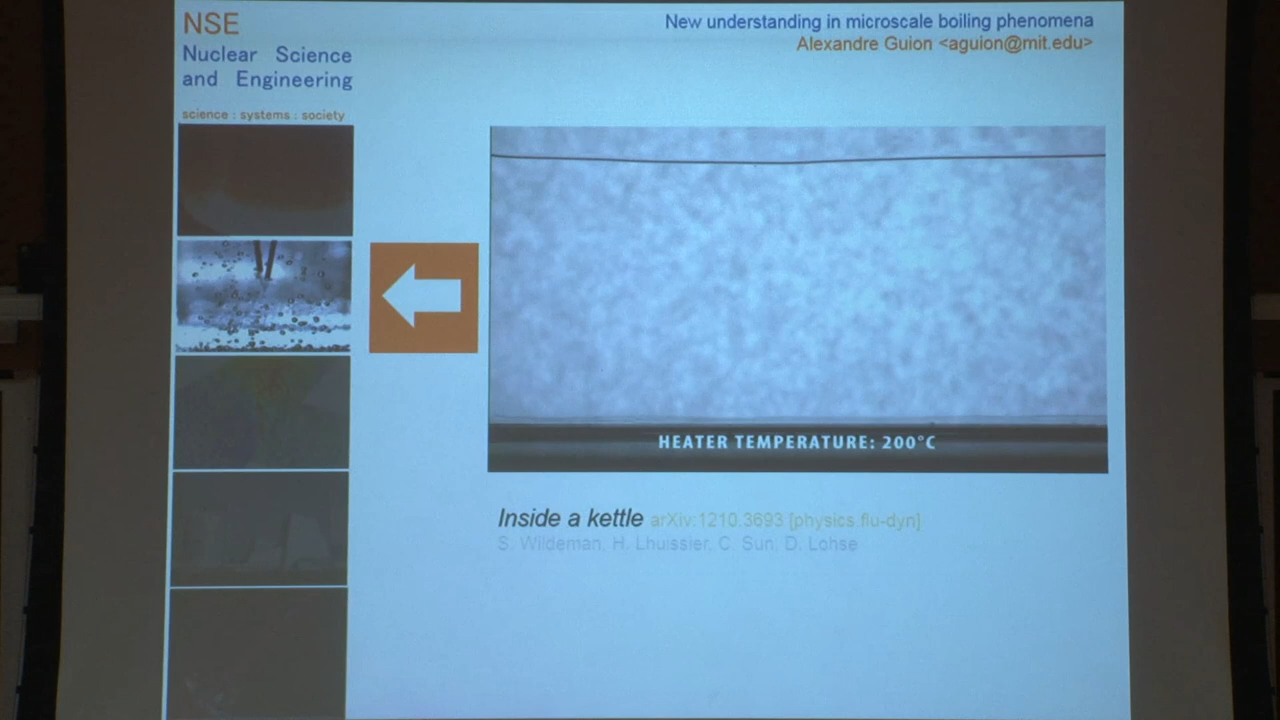 NSE
Nuclear Science
and Engineering
science : systems : society
New understanding in microscale boiling phenomena
Alexandre Guion <aguion@mit.edu>
HEATER TEMPERATURE: 200°C
Inside a kettle arXiv:1210.3693 [physics.flu-dyn]
S. Wildeman, H. Lhuissier, C. Sun, D. Lohse